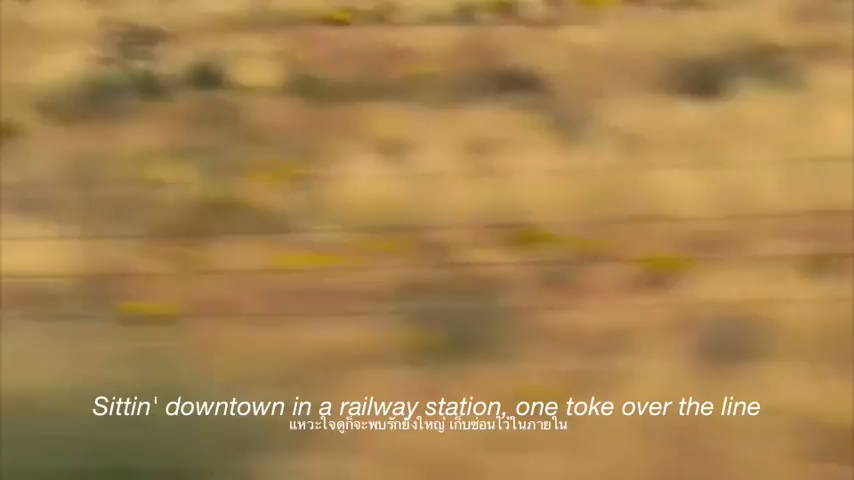 Sittin' downtown in a railway station, one toke over the line
แหวะใจดูก็จะพบรักยิ่งใหญ่ เก็บซ่อนไว้ในภายใน